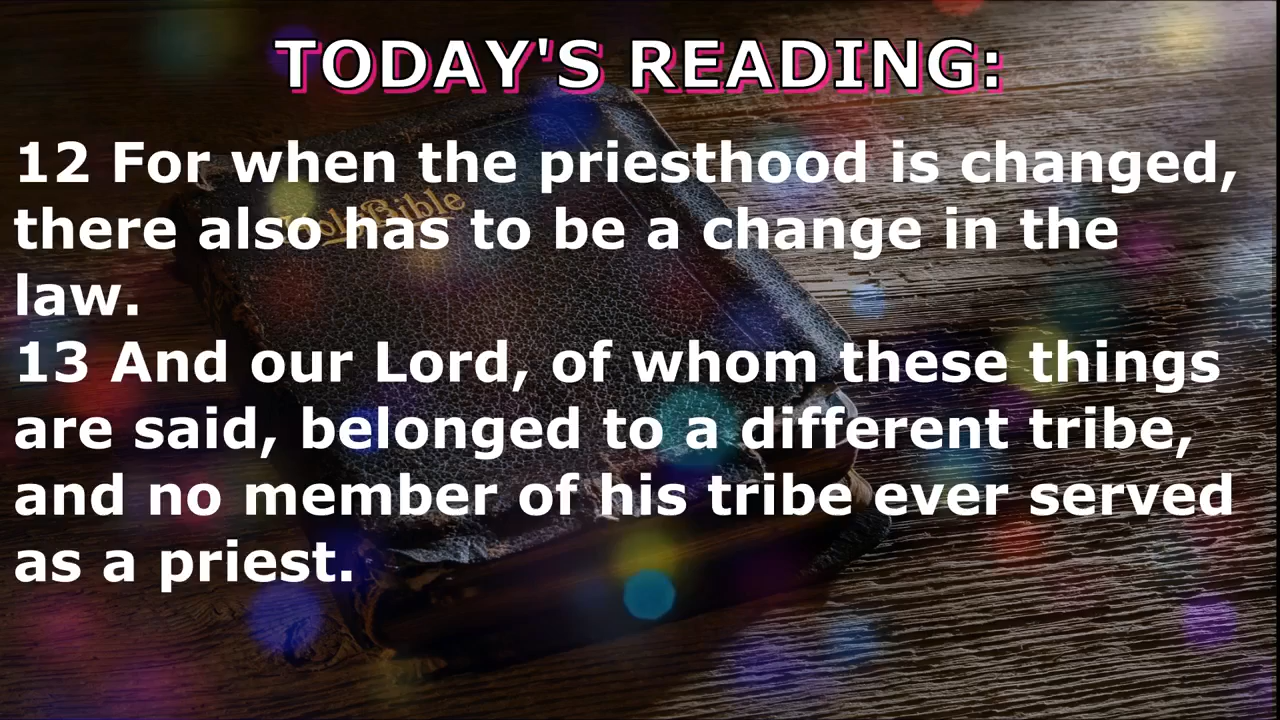 TODAY'S READING:
Holy Bible
12 For when the priesthood is changed,
there also has to be a change in the
law.
13 And our Lord, of whom these things
are said, belonged to a different tribe,
and no member of his tribe ever served
as a priest.